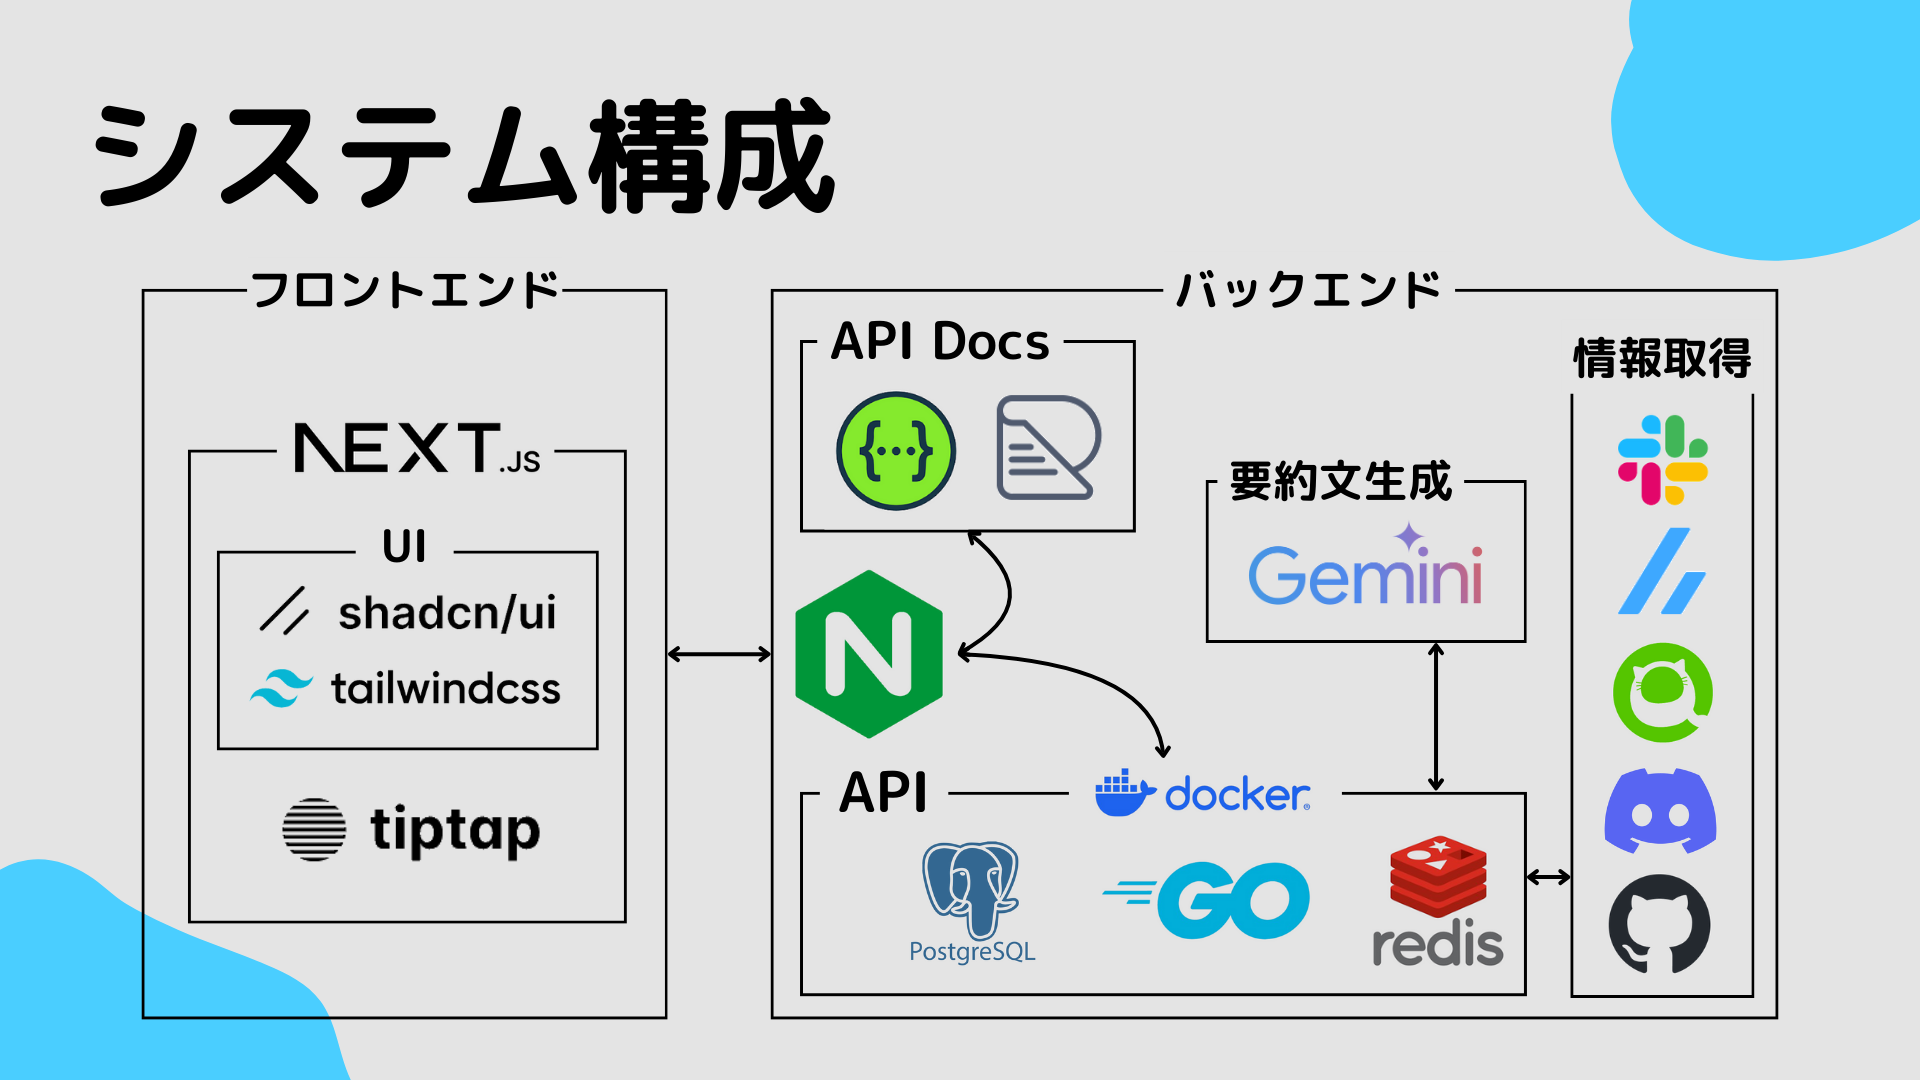 システム構成
フロントエンド
NEXT.JS
UI
shadcn/ui
tailwindcss
tiptap
バックエンド
API Docs
{...}
要約文生成
Gemini
情報取得
N
API
docker®
PostgreSQL
GO
redis